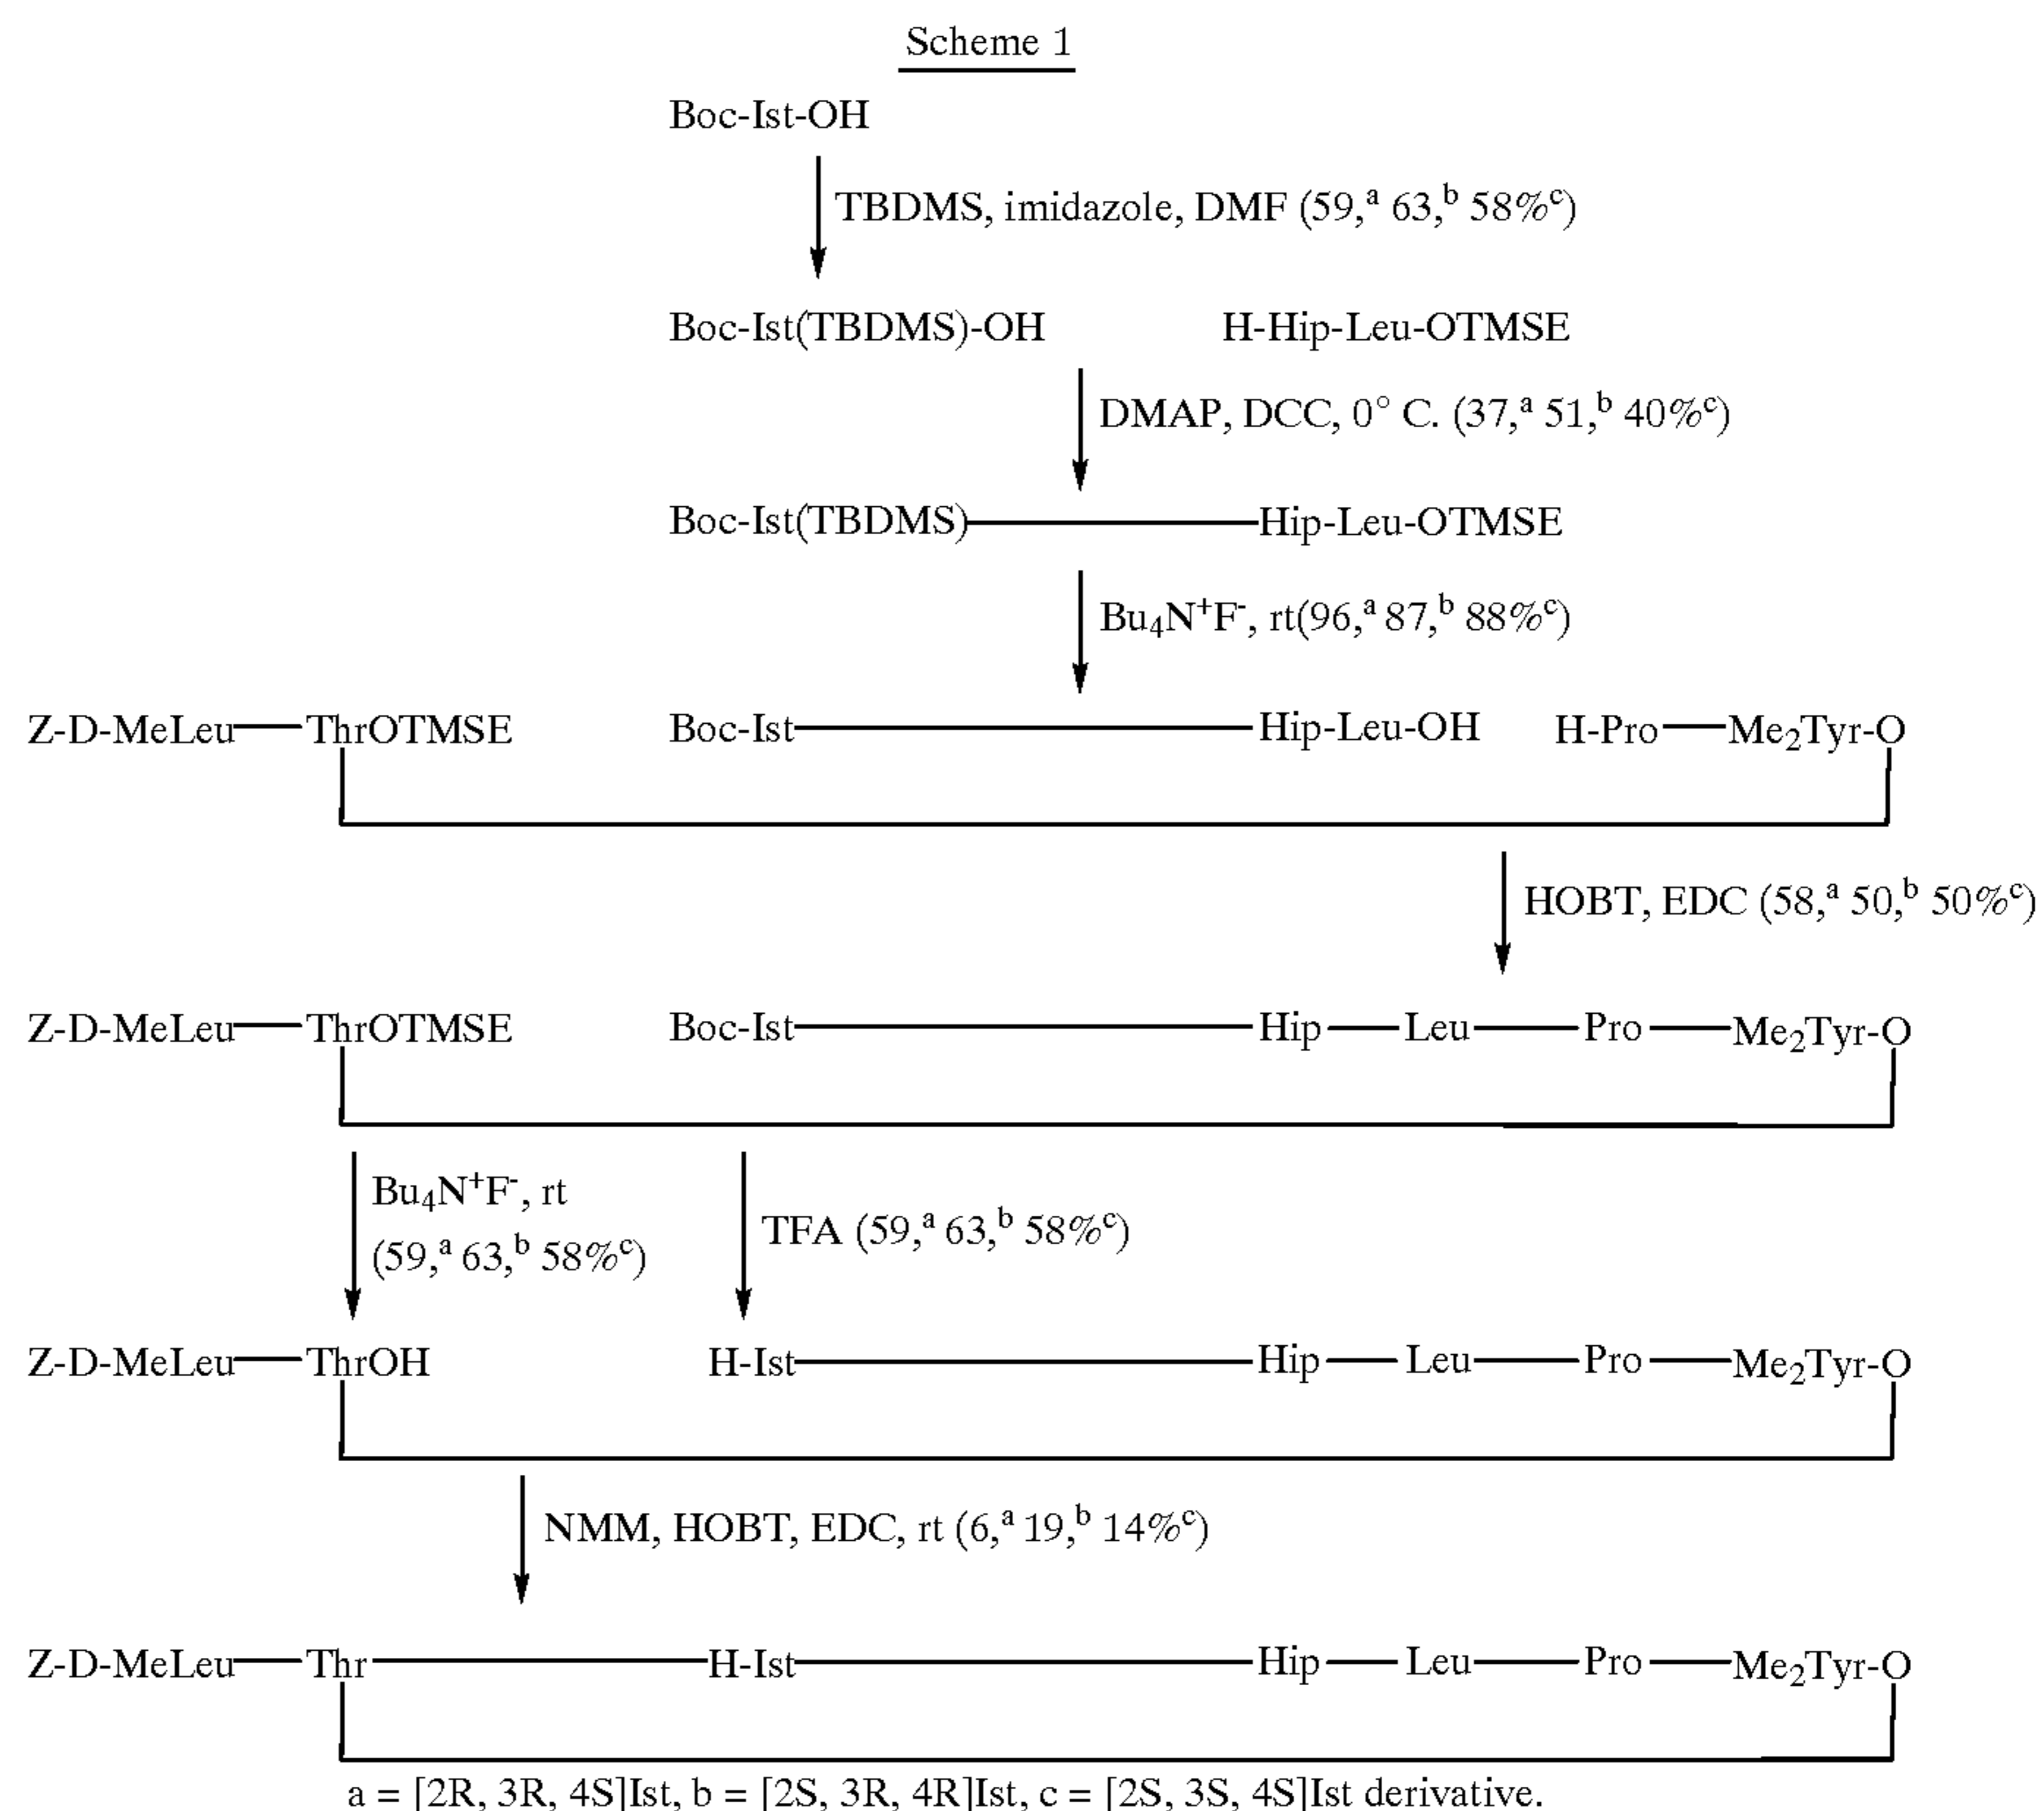 Scheme 1
Boc-Ist-OH
TBDMS, imidazole, DMF (59,ᵃ 63,ᵇ 58%ᶜ)
Boc-Ist(TBDMS)-OH H-Hip-Leu-OTMSE
DMAP, DCC, 0° C. (37,ᵃ 51,ᵇ 40%ᶜ)
Boc-Ist(TBDMS)—Hip-Leu-OTMSE
Bu₄N⁺F⁻, rt(96,ᵃ 87,ᵇ 88%ᶜ)
Z-D-MeLeu—ThrOTMSE Boc-Ist—Hip-Leu-OH H-Pro—Me₂Tyr-O
HOBT, EDC (58,ᵃ 50,ᵇ 50%ᶜ)
Z-D-MeLeu—ThrOTMSE Boc-Ist—Hip—Leu—Pro—Me₂Tyr-O
Bu₄N⁺F⁻, rt
(59,ᵃ 63,ᵇ 58%ᶜ)
TFA (59,ᵃ 63,ᵇ 58%ᶜ)
Z-D-MeLeu—ThrOH H-Ist—Hip—Leu—Pro—Me₂Tyr-O
NMM, HOBT, EDC, rt (6,ᵃ 19,ᵇ 14%ᶜ)
Z-D-MeLeu—Thr—H-Ist—Hip—Leu—Pro—Me₂Tyr-O
a = [2R, 3R, 4S]Ist, b = [2S, 3R, 4R]Ist, c = [2S, 3S, 4S]Ist derivative.